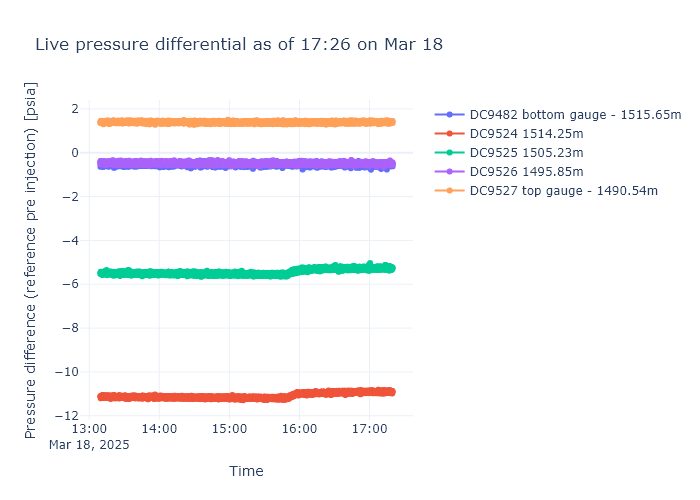 Live pressure differential as of 17:26 on Mar 18
Pressure difference (reference pre injection) [psia]
2
0
−2
−4
−6
−8
−10
−12
13:00
14:00
15:00
16:00
17:00
Mar 18, 2025
Time
DC9482 bottom gauge - 1515.65m
DC9524 1514.25m
DC9525 1505.23m
DC9526 1495.85m
DC9527 top gauge - 1490.54m